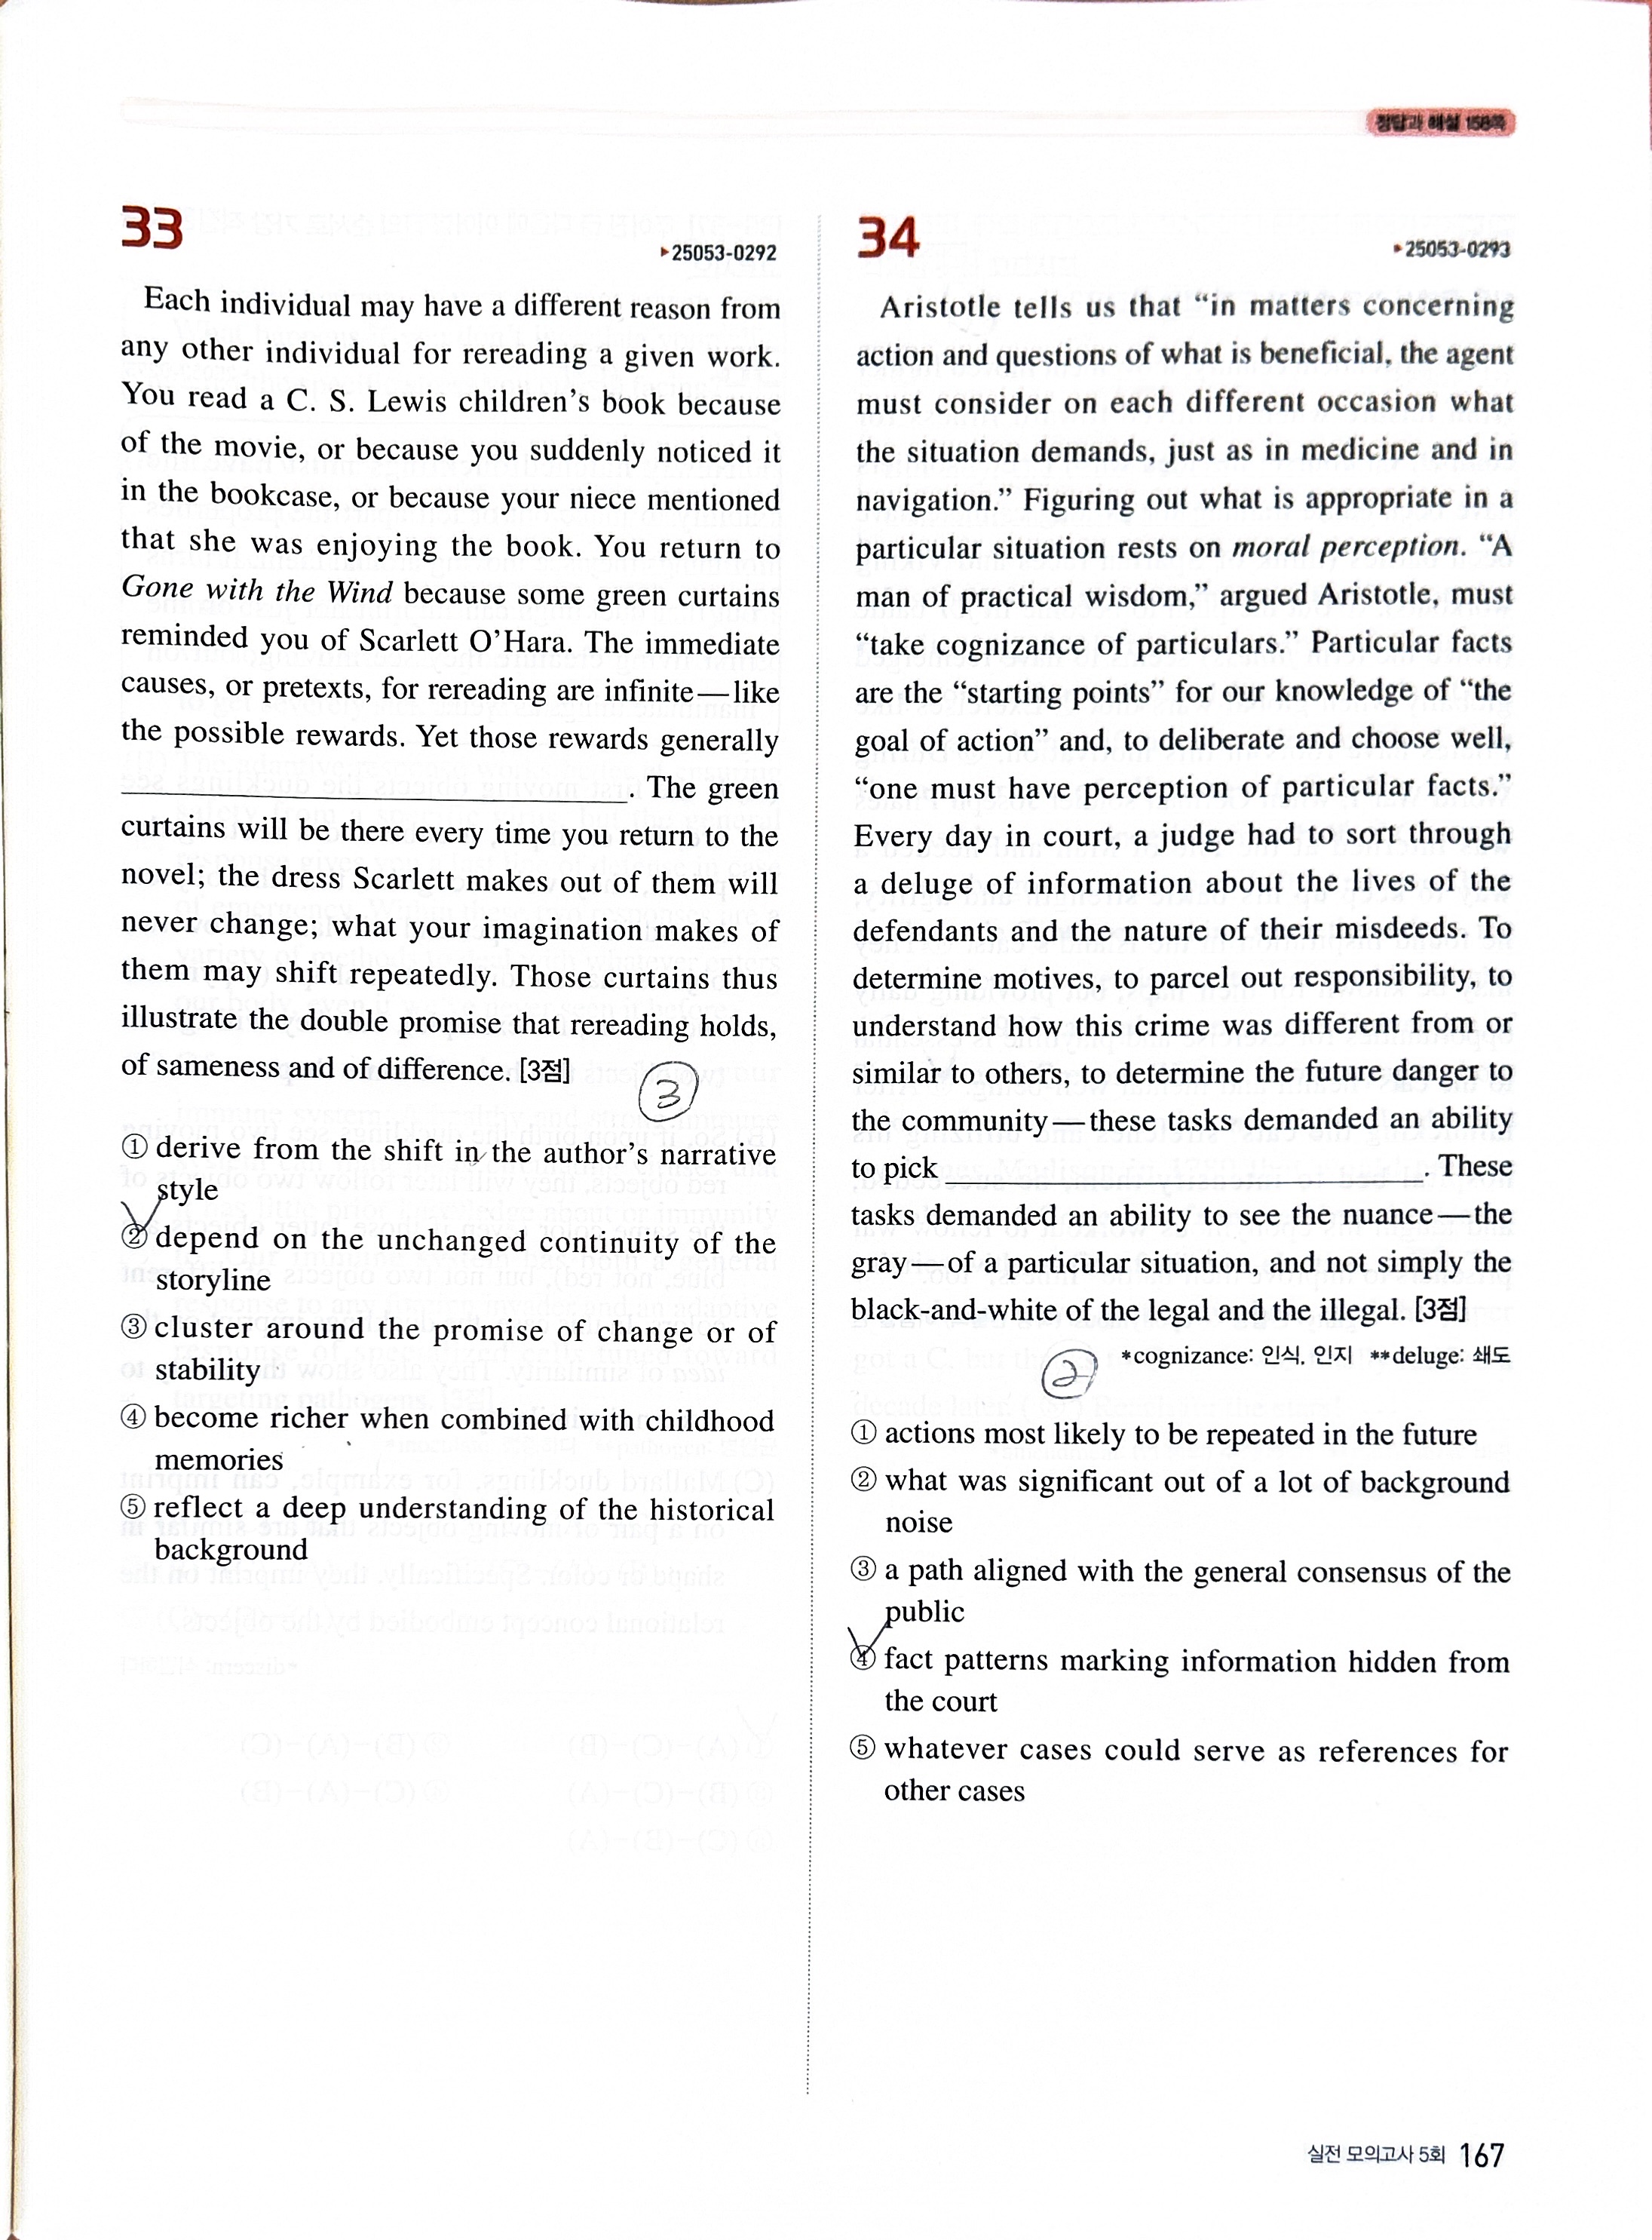 정답과 해설 158쪽
33
▶25053-0292
Each individual may have a different reason from
any other individual for rereading a given work.
You read a C. S. Lewis children's book because
of the movie, or because you suddenly noticed it
in the bookcase, or because your niece mentioned
that she was enjoying the book. You return to
Gone with the Wind because some green curtains
reminded you of Scarlett O'Hara. The immediate
causes, or pretexts, for rereading are infinite—like
the possible rewards. Yet those rewards generally
____________________. The green
curtains will be there every time you return to the
novel; the dress Scarlett makes out of them will
never change; what your imagination makes of
them may shift repeatedly. Those curtains thus
illustrate the double promise that rereading holds,
of sameness and of difference. [3점]
③
① derive from the shift in the author's narrative
style
② depend on the unchanged continuity of the
storyline
③ cluster around the promise of change or of
stability
④ become richer when combined with childhood
memories
⑤ reflect a deep understanding of the historical
background
34
▶25053-0293
Aristotle tells us that “in matters concerning
action and questions of what is beneficial, the agent
must consider on each different occasion what
the situation demands, just as in medicine and in
navigation.” Figuring out what is appropriate in a
particular situation rests on moral perception. “A
man of practical wisdom,” argued Aristotle, must
“take cognizance of particulars.” Particular facts
are the “starting points” for our knowledge of “the
goal of action” and, to deliberate and choose well,
“one must have perception of particular facts.”
Every day in court, a judge had to sort through
a deluge of information about the lives of the
defendants and the nature of their misdeeds. To
determine motives, to parcel out responsibility, to
understand how this crime was different from or
similar to others, to determine the future danger to
the community—these tasks demanded an ability
to pick ____________________. These
tasks demanded an ability to see the nuance—the
gray—of a particular situation, and not simply the
black-and-white of the legal and the illegal. [3점]
*cognizance: 인식, 인지 **deluge: 쇄도
②
① actions most likely to be repeated in the future
② what was significant out of a lot of background
noise
③ a path aligned with the general consensus of the
public
④ fact patterns marking information hidden from
the court
⑤ whatever cases could serve as references for
other cases
실전 모의고사 5회 167